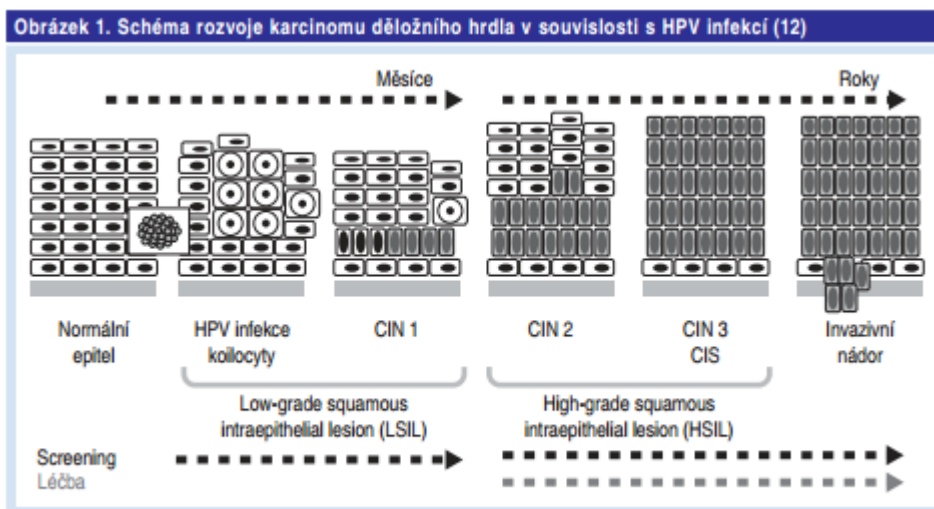 Obrázek 1. Schéma rozvoje karcinomu děložního hrdla v souvislosti s HPV infekcí (12)
Měsíce
Roky
Normální
epitel
HPV infekce
koilocyty
CIN 1
CIN 2
CIN 3
CIS
Invazivní
nádor
Low-grade squamous
intraepithelial lesion (LSIL)
High-grade squamous
intraepithelial lesion (HSIL)
Screening
Léčba